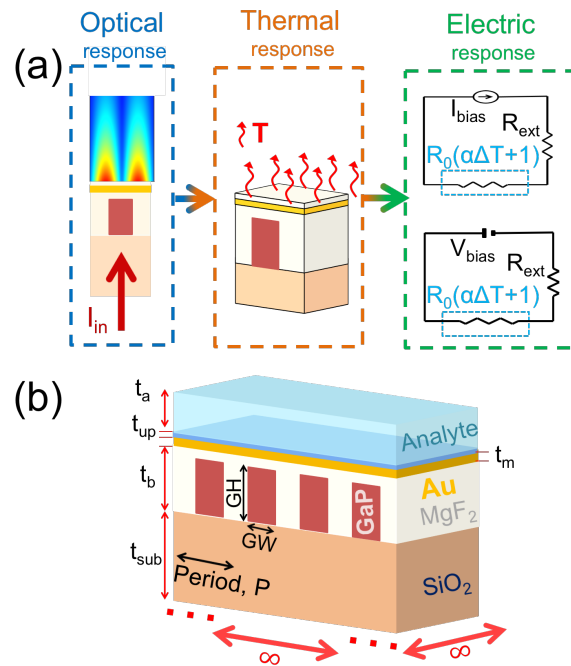 Optical
response
Thermal
response
Electric
response
(a)
I_in
T
I_bias
R_ext
R_0(αΔT+1)
V_bias
R_ext
R_0(αΔT+1)
(b)
t_a
t_up
t_b
t_sub
Analyte
t_m
Au
MgF_2
GaP
GH
GW
Period, P
SiO_2
∞
∞